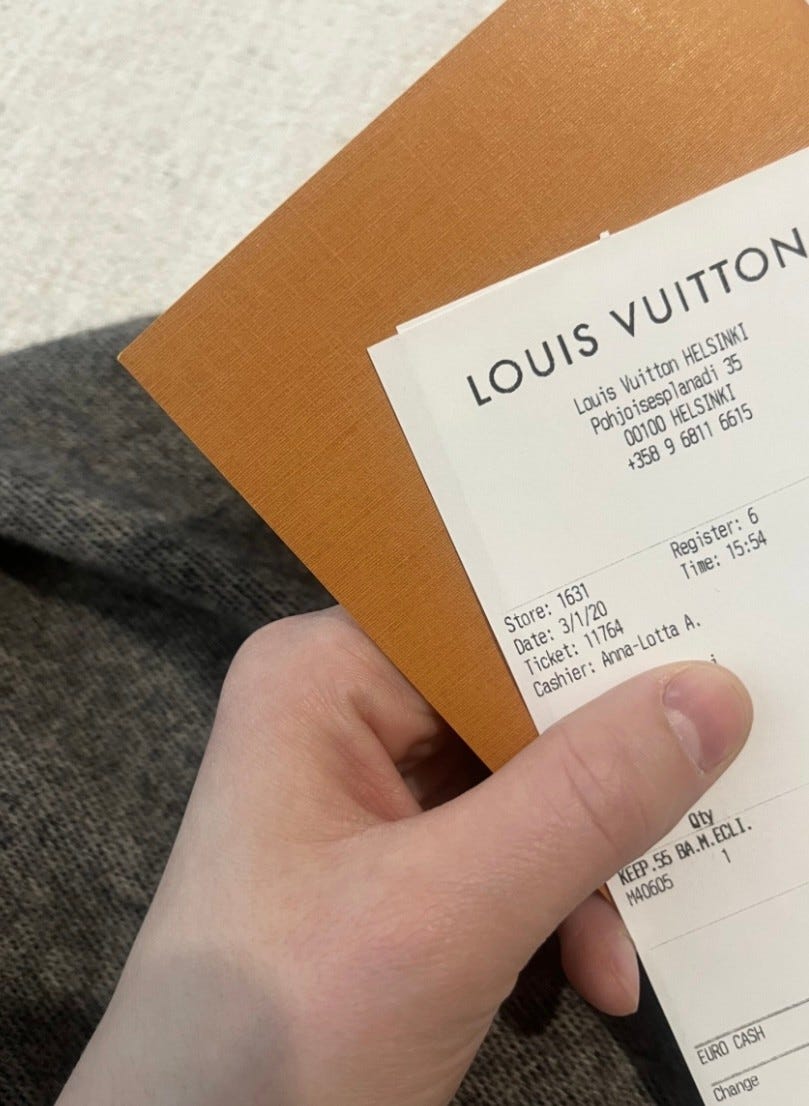 LOUIS VUITTON
Louis Vuitton HELSINKI
Pohjoisesplanadi 35
00100 HELSINKI
+358 9 6811 6615
Register: 6
Time: 15:54
Store: 1631
Date: 3/1/20
Ticket: 11764
Cashier: Anna-Lotta A.
Qty
KEEP.55 BA.M.ECLI.
M40605 1
EURO CASH
Change